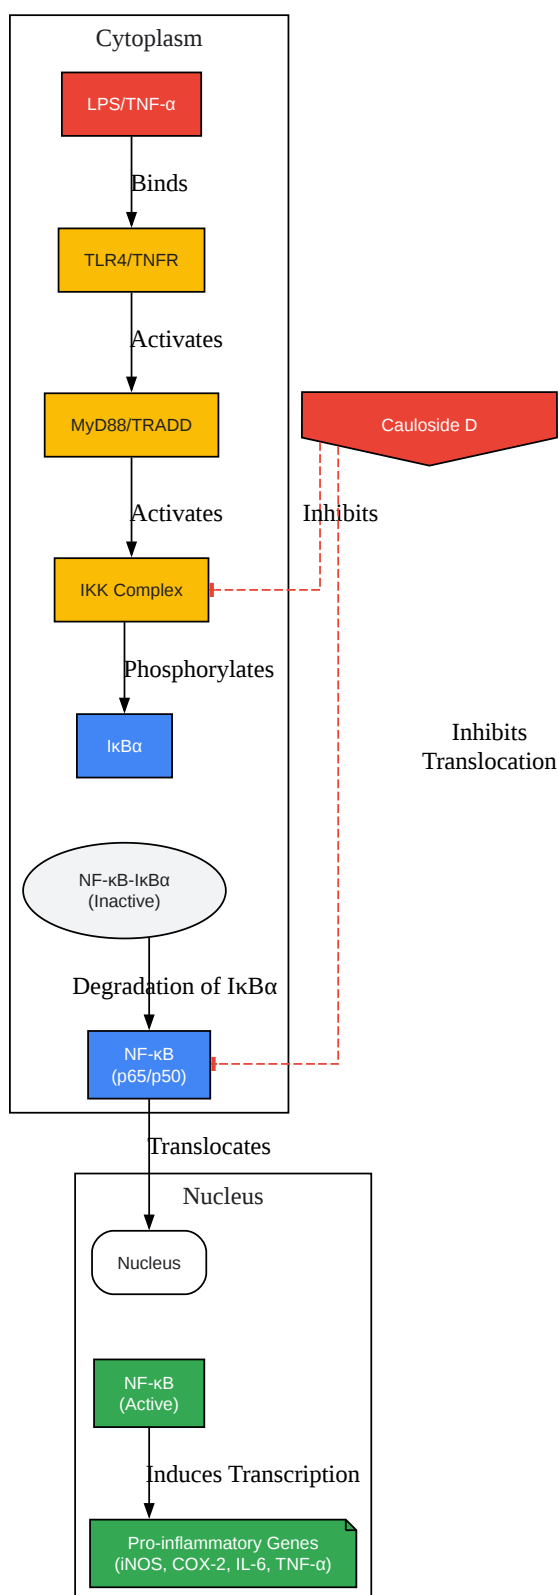 Cytoplasm
LPS/TNF-α
Binds
TLR4/TNFR
Activates
MyD88/TRADD
Cauloside D
Activates
Inhibits
IKK Complex
Phosphorylates
IκBα
Inhibits
Translocation
NF-κB-IκBα
(Inactive)
Degradation of IκBα
NF-κB
(p65/p50)
Translocates
Nucleus
Nucleus
NF-κB
(Active)
Induces Transcription
Pro-inflammatory Genes
(iNOS, COX-2, IL-6, TNF-α)